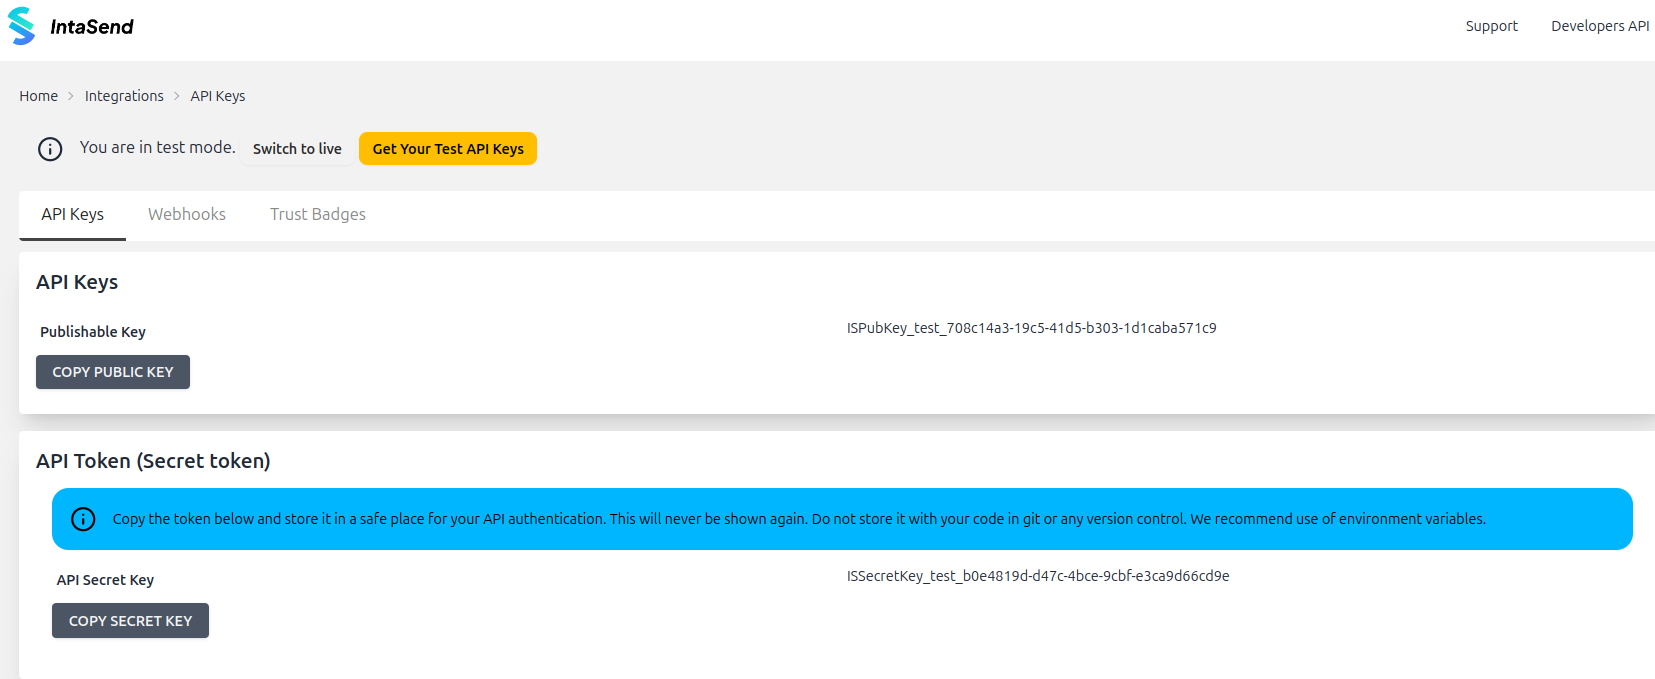 IntaSend
Support Developers API
Home > Integrations > API Keys
You are in test mode. Switch to live Get Your Test API Keys
API Keys Webhooks Trust Badges
API Keys
Publishable Key ISPubKey_test_708c14a3-19c5-41d5-b303-1d1caba571c9
COPY PUBLIC KEY
API Token (Secret token)
Copy the token below and store it in a safe place for your API authentication. This will never be shown again. Do not store it with your code in git or any version control. We recommend use of environment variables.
API Secret Key ISSecretKey_test_b0e4819d-d47c-4bce-9cbf-e3ca9d66cd9e
COPY SECRET KEY